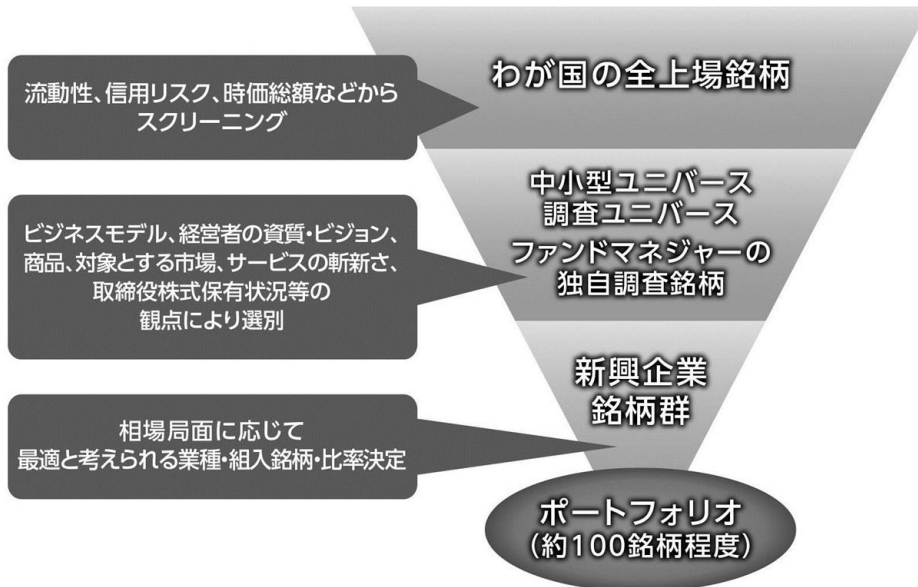 わが国の全上場銘柄
流動性、信用リスク、時価総額などから
スクリーニング
中小型ユニバース
調査ユニバース
ファンドマネジャーの
独自調査銘柄
ビジネスモデル、経営者の資質・ビジョン、
商品、対象とする市場、サービスの斬新さ、
取締役株式保有状況等の
観点により選別
新興企業
銘柄群
相場局面に応じて
最適と考えられる業種・組入銘柄・比率決定
ポートフォリオ
(約100銘柄程度)